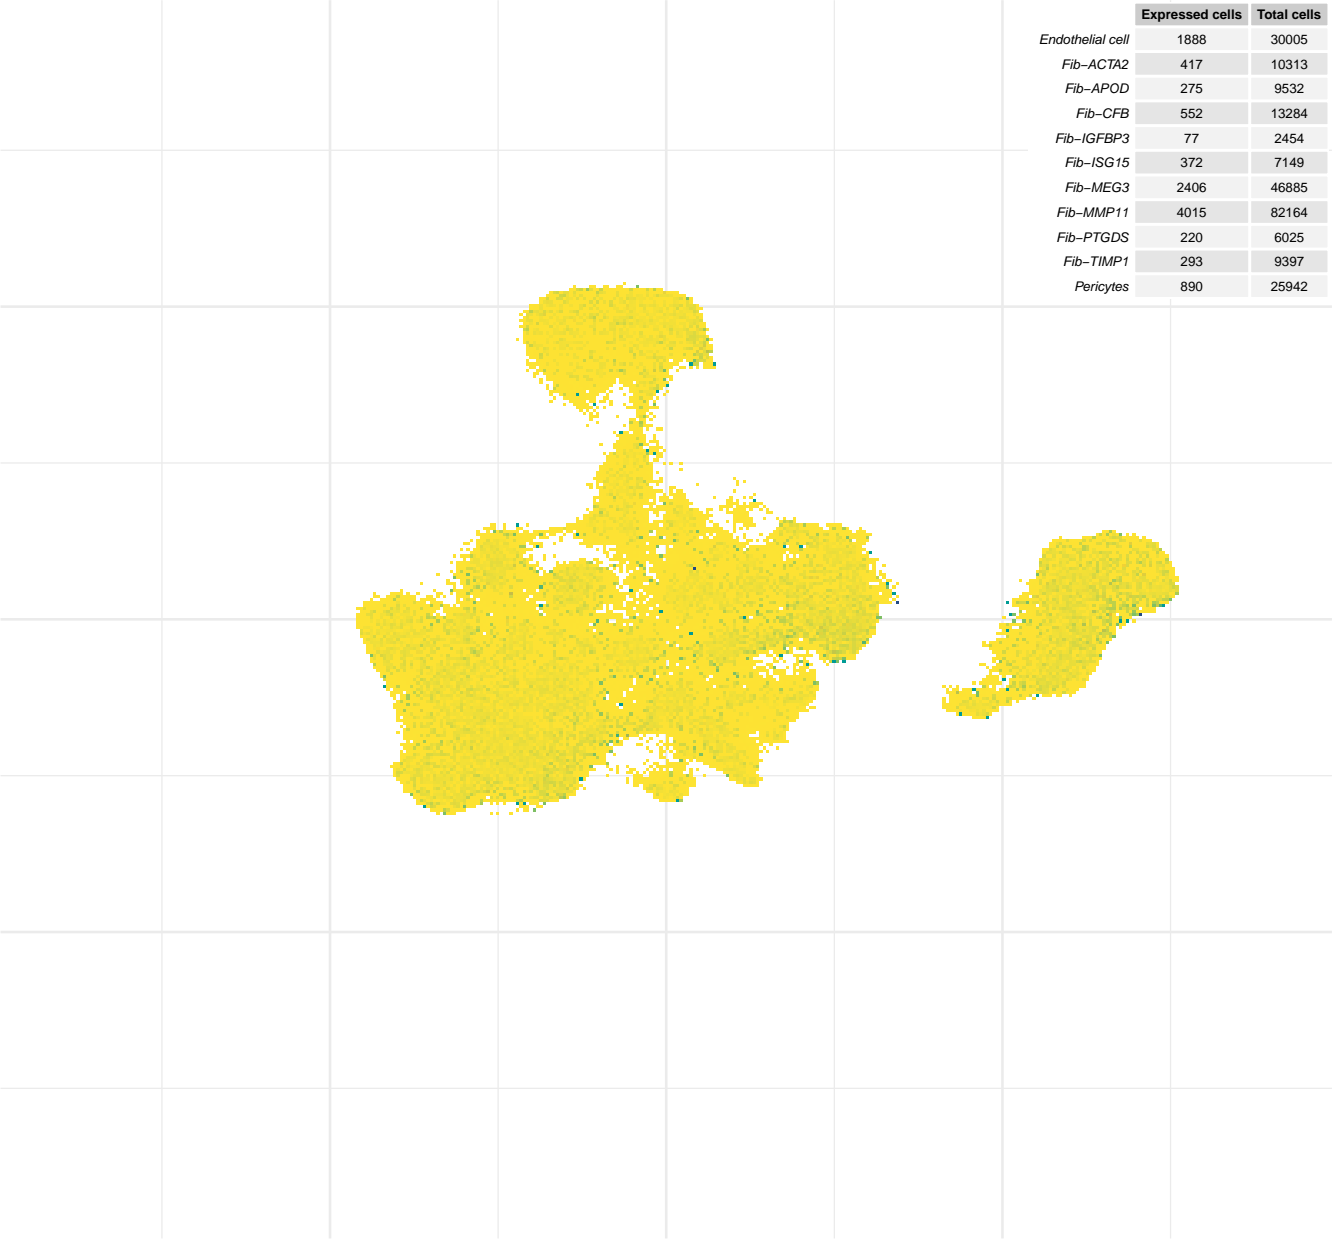 Expressed cells Total cells
Endothelial cell 1888 30005
Fib−ACTA2 417 10313
Fib−APOD 275 9532
Fib−CFB 552 13284
Fib−IGFBP3 77 2454
Fib−ISG15 372 7149
Fib−MEG3 2406 46885
Fib−MMP11 4015 82164
Fib−PTGDS 220 6025
Fib−TIMP1 293 9397
Pericytes 890 25942